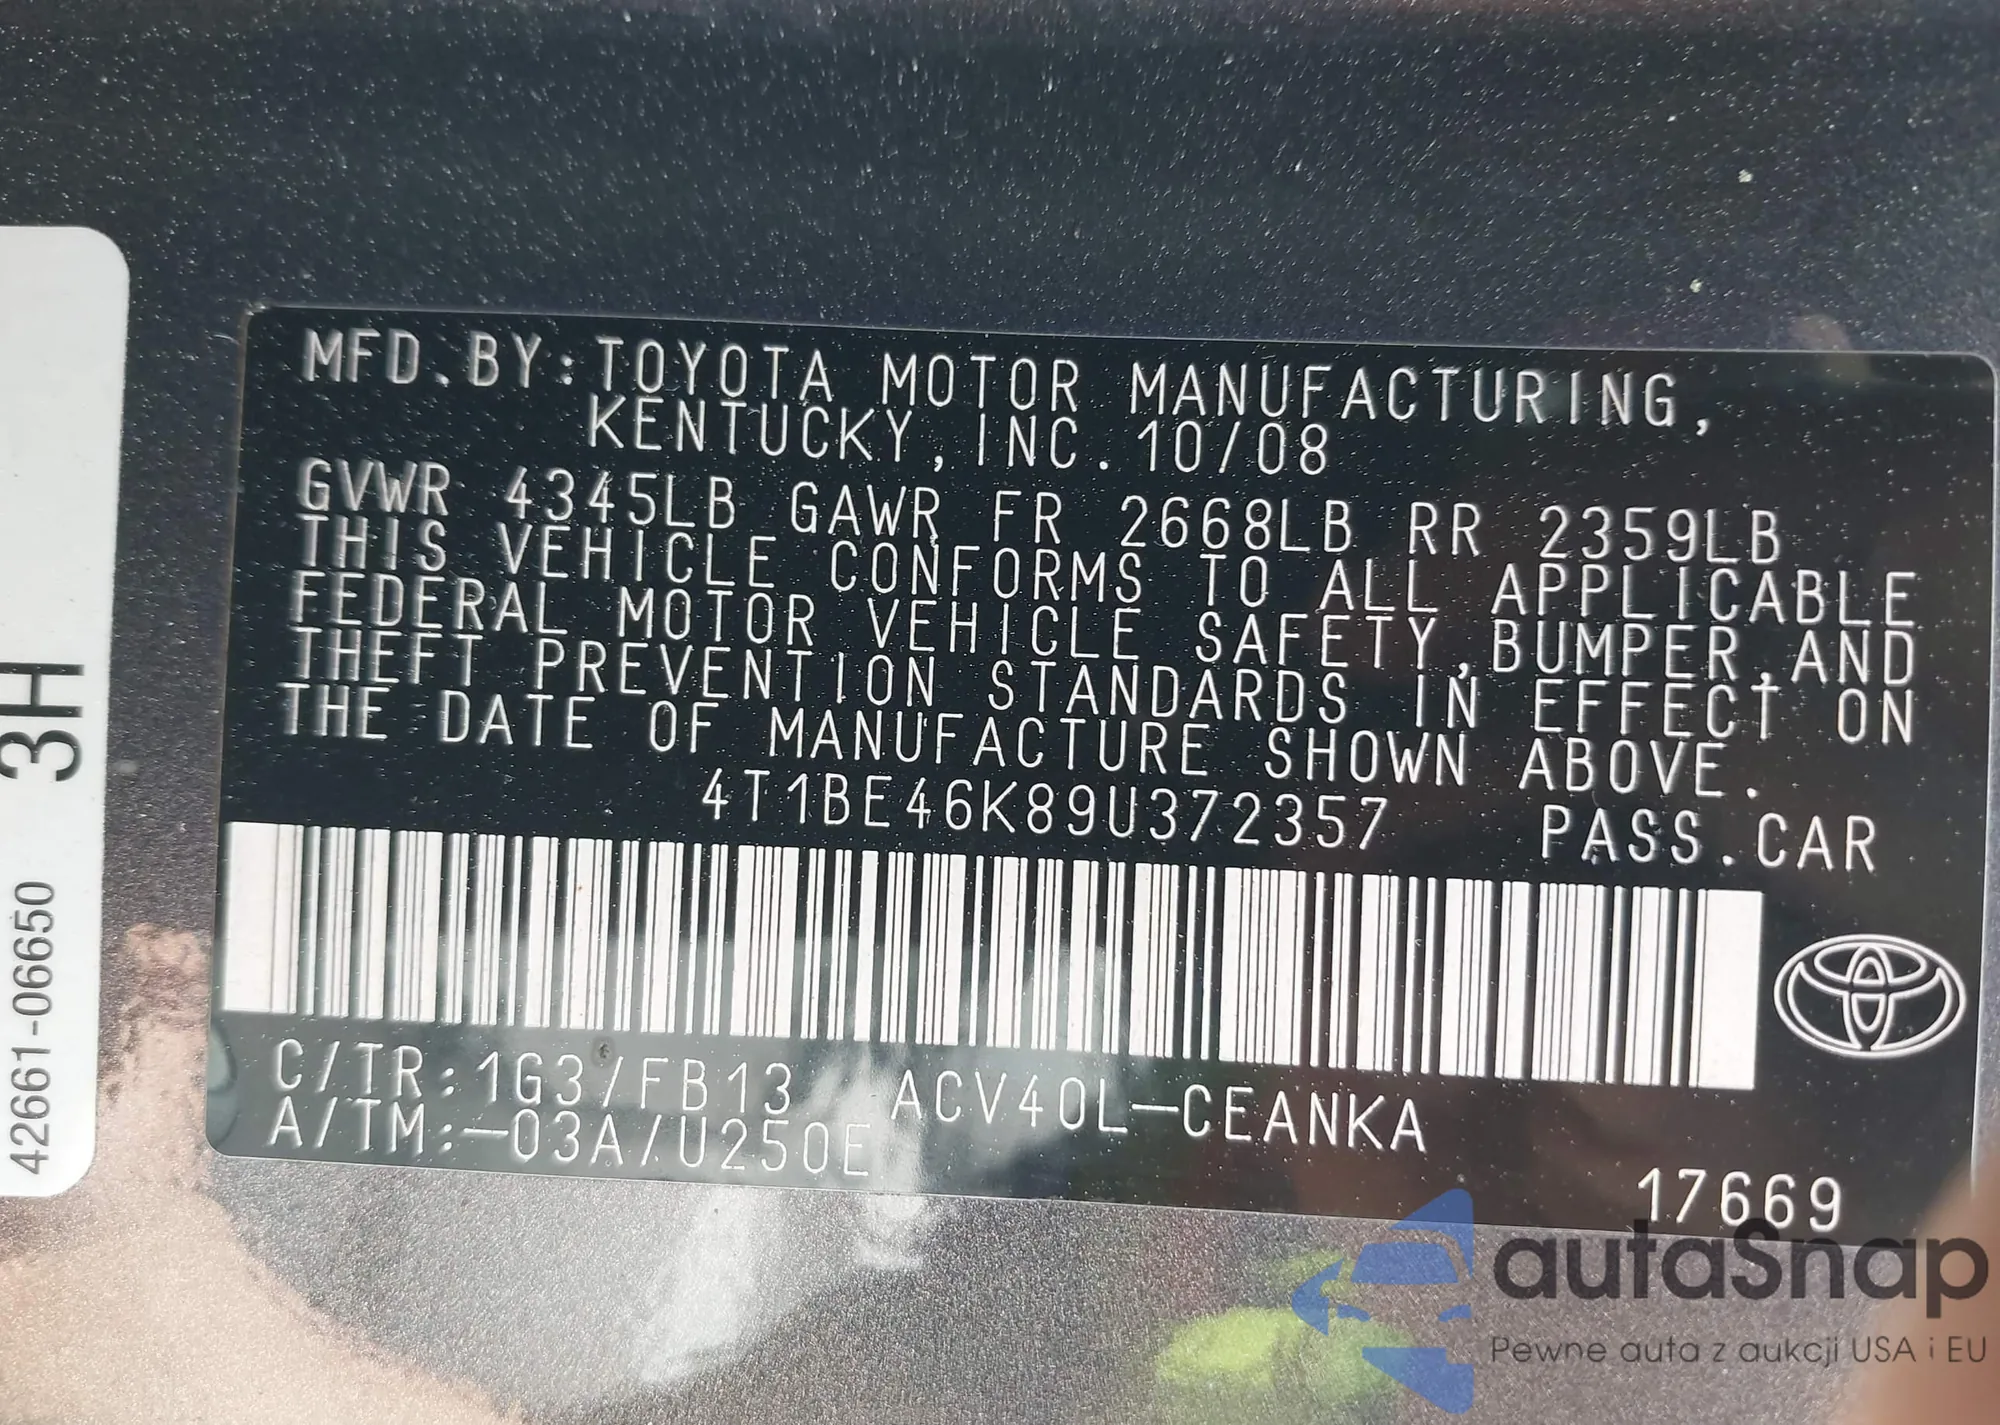 MFD.BY:TOYOTA MOTOR MANUFACTURING,
KENTUCKY, INC. 10/08
GVWR 4345LB GAWR FR 2668LB RR 2359LB
THIS VEHICLE CONFORMS TO ALL APPLICABLE
FEDERAL MOTOR VEHICLE SAFETY,BUMPER,AND
THEFT PREVENTION STANDARDS IN EFFECT ON
THE DATE OF MANUFACTURE SHOWN ABOVE.
4T1BE46K89U372357 PASS.CAR
C/TR:1G3/FB13 ACV40L-CEANKA
A/TM:-03A/U250E
17669
42661-06650 3H
autaSnap
Pewne auta z aukcji USA i EU